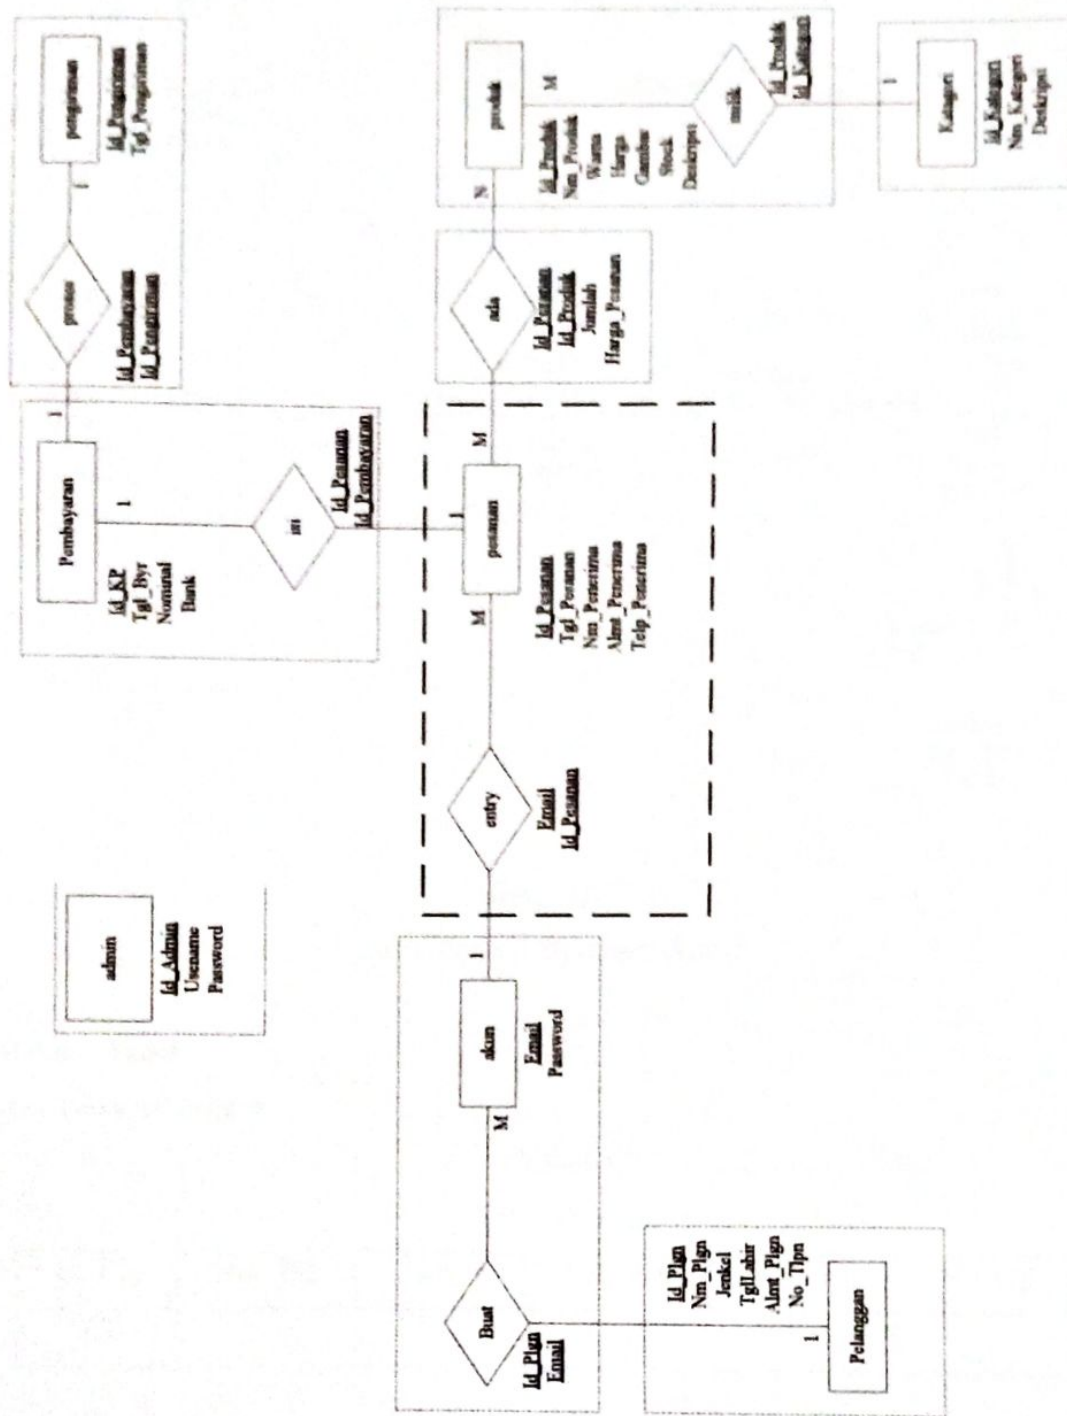 admin
Id_Admin
Usename
Password
Pembayaran
Id_KP
Tgl_Byr
Nominal
Bank
1
1
proses
Id_Pembayaran
Id_Pengiriman
1
pengiriman
Id_Pengiriman
Tgl_Pengiriman
isi
Id_Pesanan
Id_Pembayaran
1
Buat
Id_Plgn
Email
M
akun
Email
Password
1
entry
Email
Id_Pesanan
M
pesanan
Id_Pesanan
Tgl_Pesanan
Nm_Penerima
Almt_Penerima
Telp_Penerima
M
ada
Id_Pesanan
Id_Produk
Jumlah
Harga_Pesanan
N
produk
Id_Produk
Nm_Produk
Warna
Harga
Gambar
Stock
Deskripsi
M
milik
Id_Produk
Id_Kategori
1
Kategori
Id_Kategori
Nm_Kategori
Deskripsi
Id_Plgn
Nm_Plgn
Jenkel
TglLahir
Almt_Plgn
No_Tlpn
1
Pelanggan